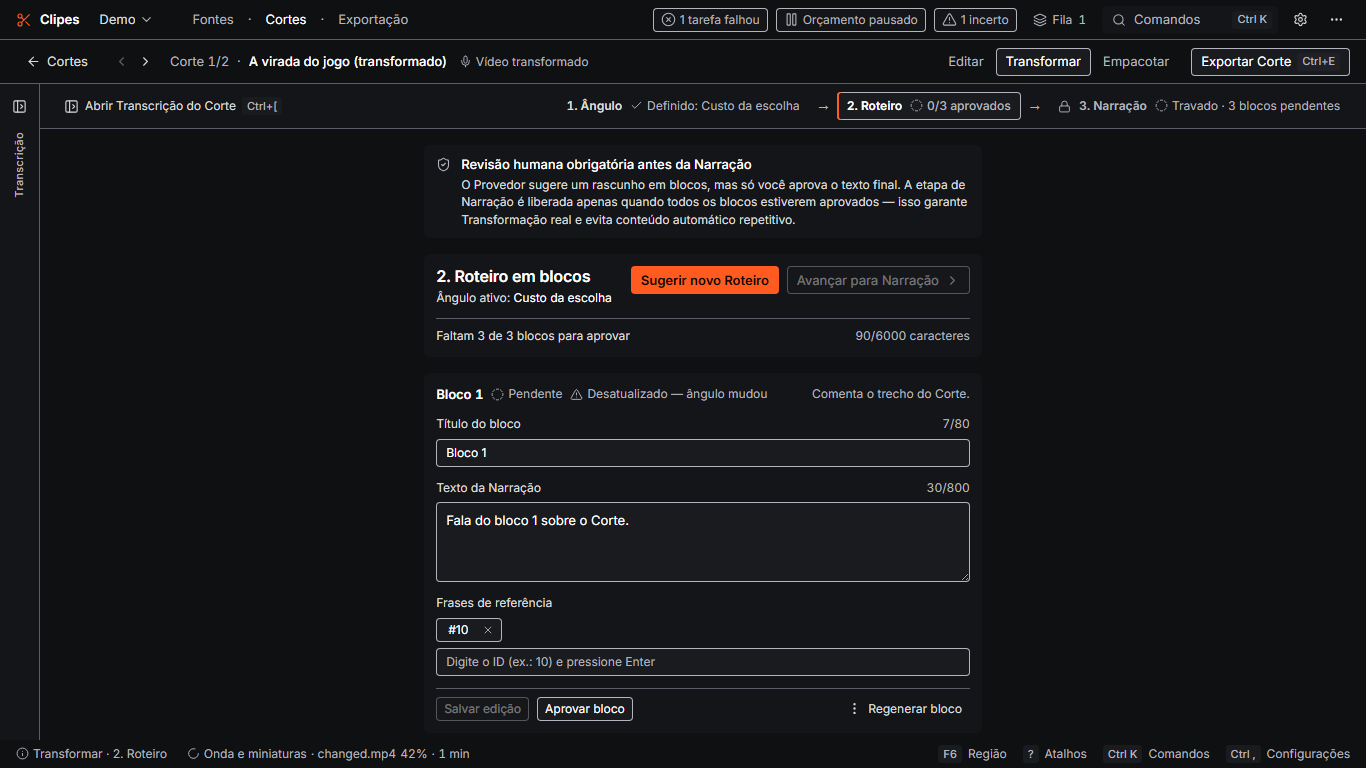 Clipes Demo Fontes · Cortes · Exportação 1 tarefa falhou Orçamento pausado 1 incerto Fila 1 Comandos Ctrl K
Cortes Corte 1/2 · A virada do jogo (transformado) Vídeo transformado Editar Transformar Empacotar Exportar Corte Ctrl+E
Abrir Transcrição do Corte Ctrl+[ 1. Ângulo Definido: Custo da escolha → 2. Roteiro 0/3 aprovados → 3. Narração Travado · 3 blocos pendentes
Transcrição
Revisão humana obrigatória antes da Narração
O Provedor sugere um rascunho em blocos, mas só você aprova o texto final. A etapa de
Narração é liberada apenas quando todos os blocos estiverem aprovados — isso garante
Transformação real e evita conteúdo automático repetitivo.
2. Roteiro em blocos
Ângulo ativo: Custo da escolha
Sugerir novo Roteiro Avançar para Narração
Faltam 3 de 3 blocos para aprovar 90/6000 caracteres
Bloco 1 Pendente Desatualizado — ângulo mudou Comenta o trecho do Corte.
Título do bloco 7/80
Bloco 1
Texto da Narração 30/800
Fala do bloco 1 sobre o Corte.
Frases de referência
#10
Digite o ID (ex.: 10) e pressione Enter
Salvar edição Aprovar bloco Regenerar bloco
Transformar · 2. Roteiro Onda e miniaturas · changed.mp4 42% · 1 min F6 Região ? Atalhos Ctrl K Comandos Ctrl , Configurações